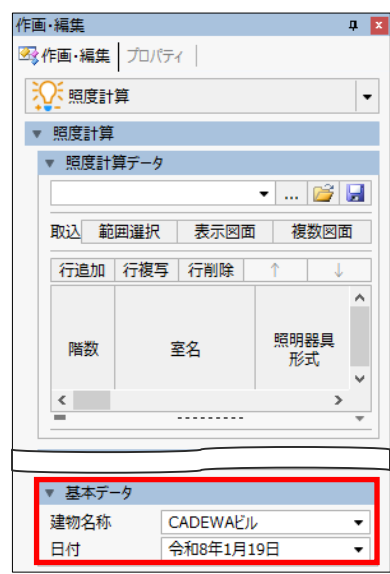 作画・編集
作画・編集 プロパティ
照度計算
照度計算
照度計算データ
...
取込 範囲選択 表示図面 複数図面
行追加 行複写 行削除 ↑ ↓
階数 室名 照明器具
形式
基本データ
建物名称 CADEWAビル
日付 令和8年1月19日